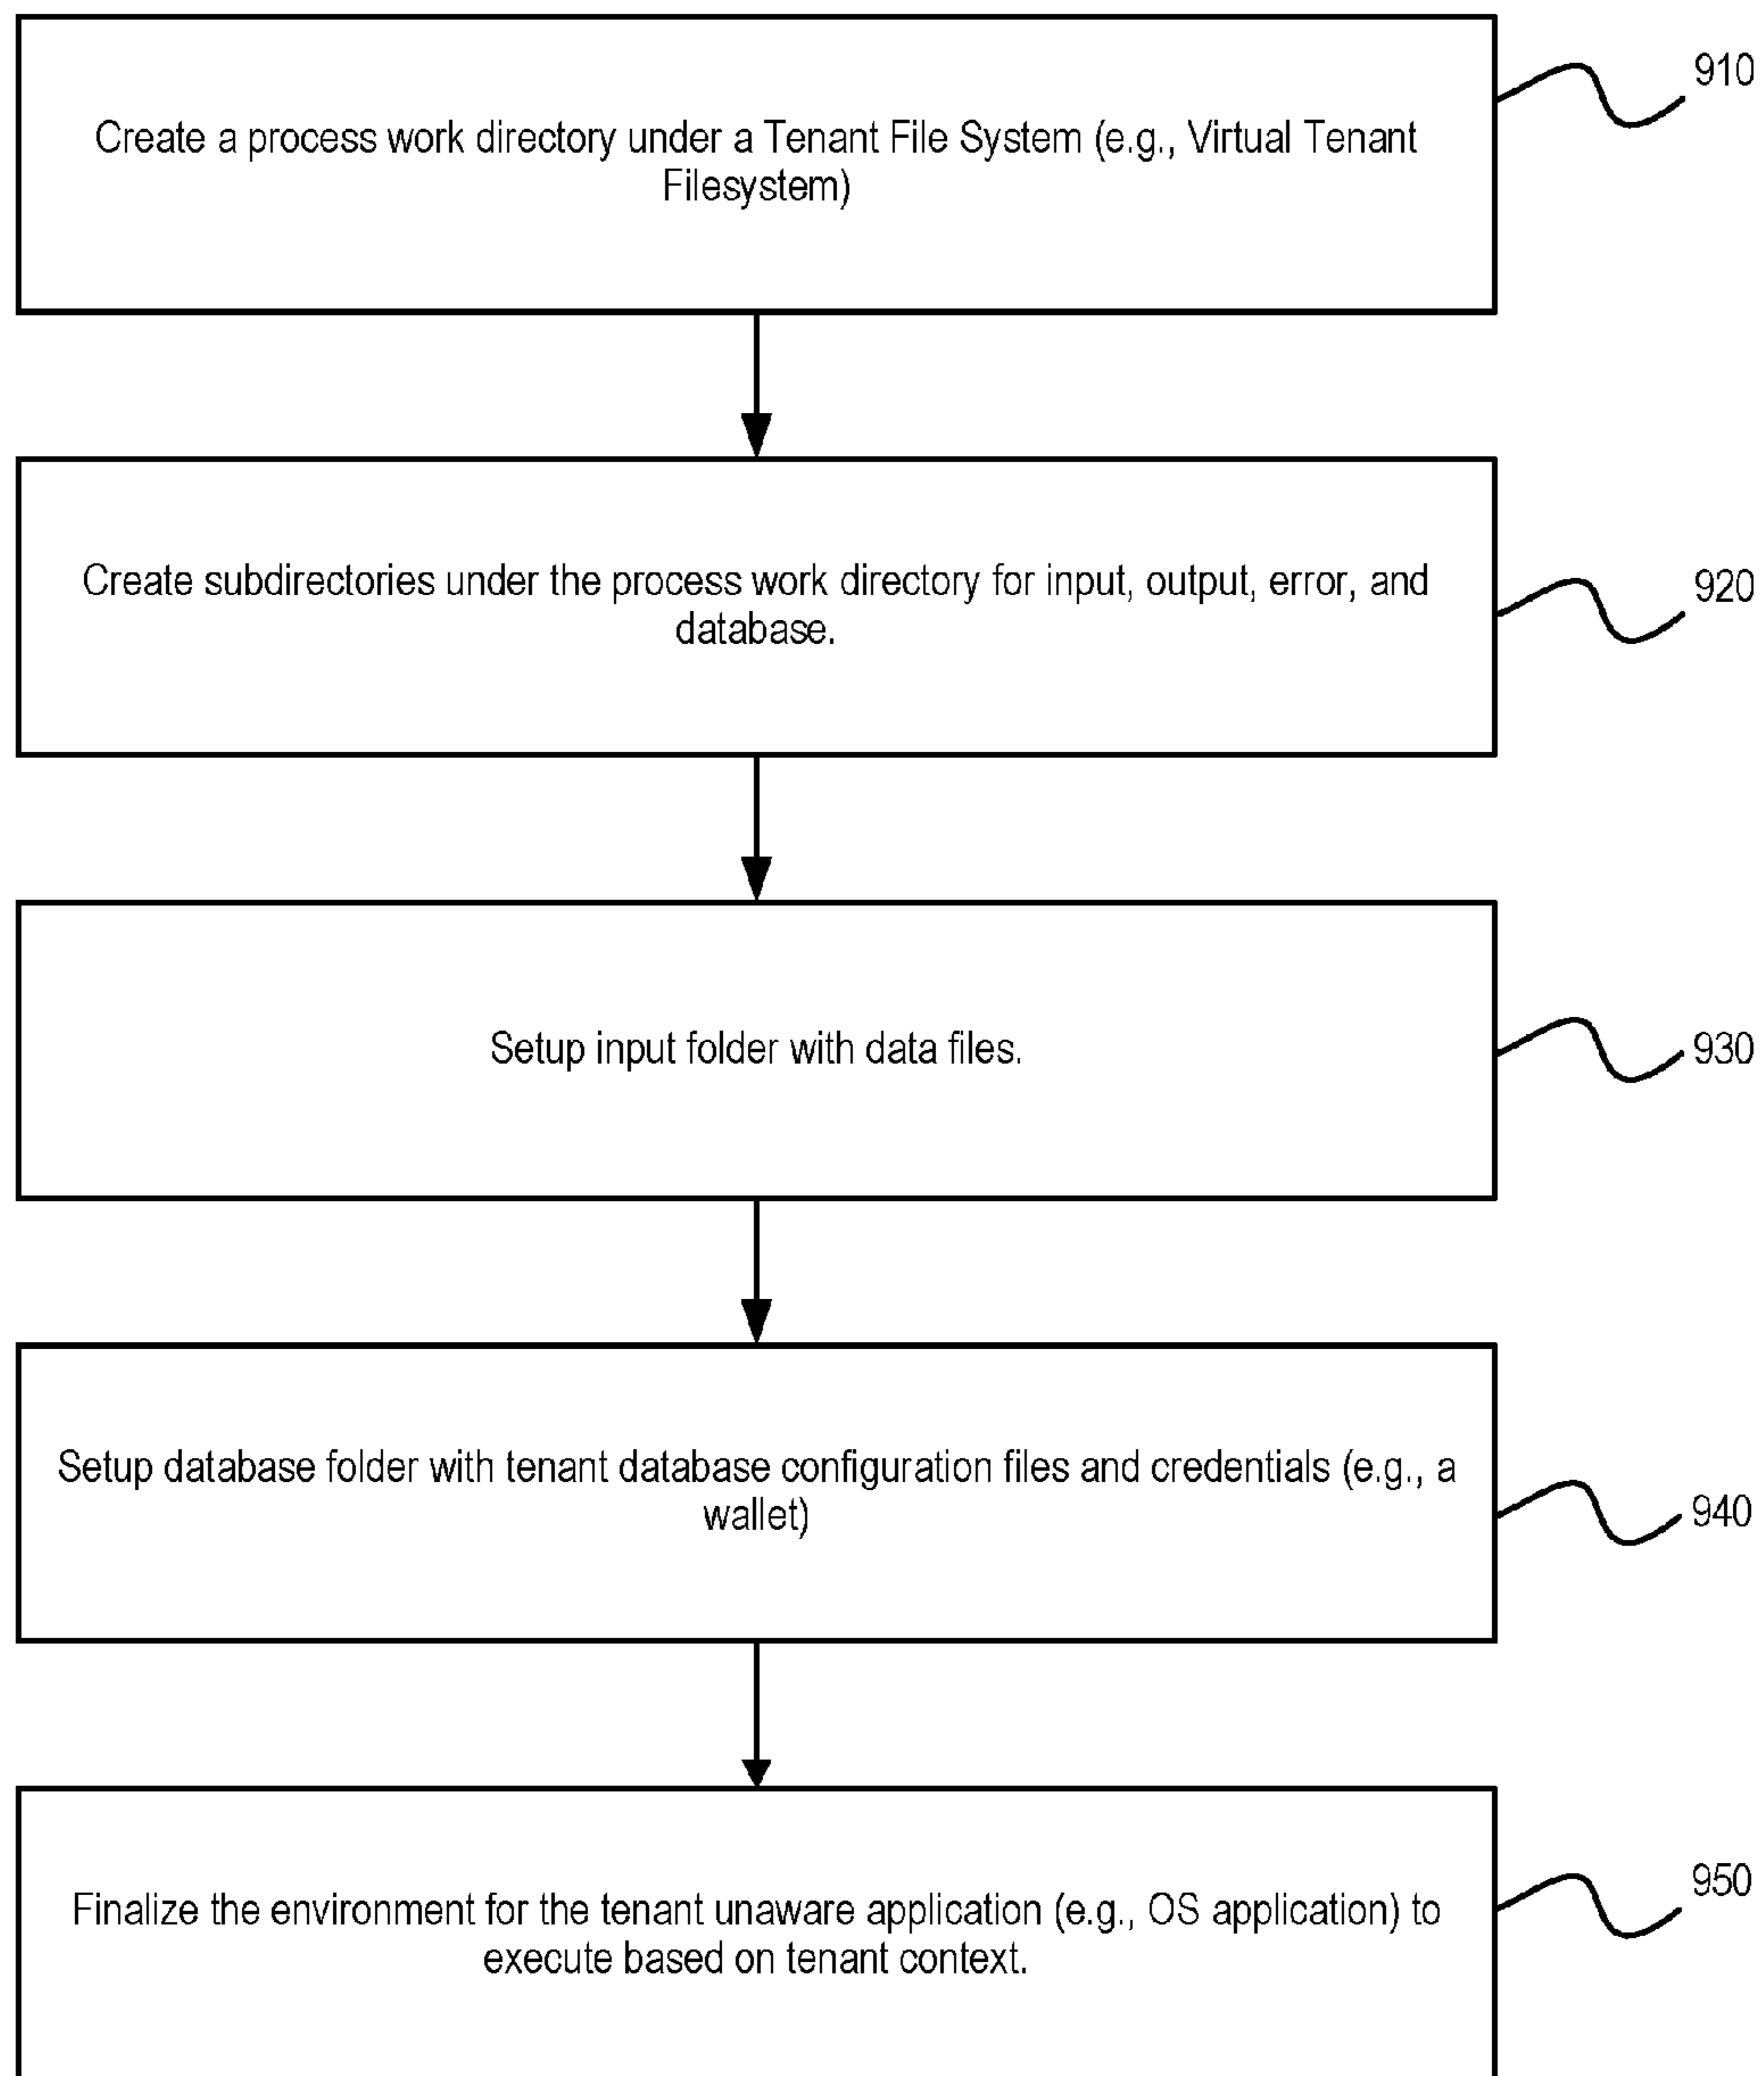 910
Create a process work directory under a Tenant File System (e.g., Virtual Tenant
Filesystem)
920
Create subdirectories under the process work directory for input, output, error, and
database.
930
Setup input folder with data files.
940
Setup database folder with tenant database configuration files and credentials (e.g., a
wallet)
950
Finalize the environment for the tenant unaware application (e.g., OS application) to
execute based on tenant context.